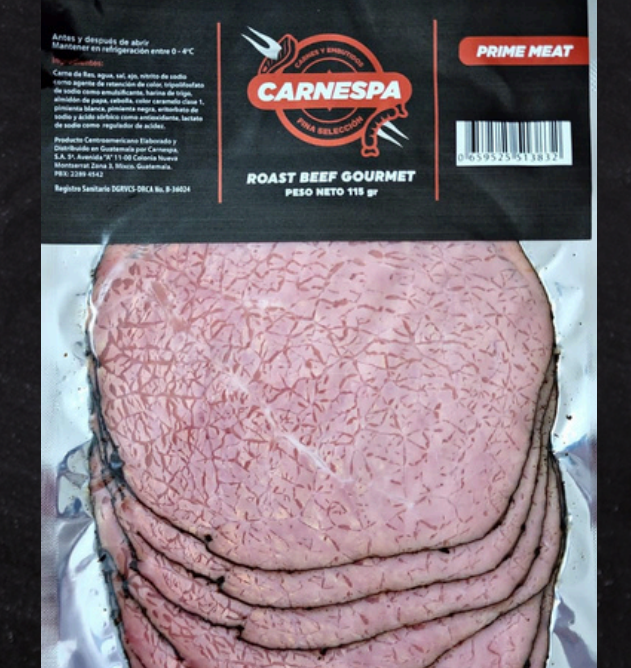 Antes y después de abrir
Mantener en refrigeración entre 0 - 4°C
Ingredientes:
Carne de Res, agua, sal, ajo, nitrito de sodio
como agente de retención de color, tripolifosfato
de sodio como emulsificante, harina de trigo,
almidón de papa, cebolla, color caramelo clase 1,
pimienta blanca, pimienta negra, eritorbato de
sodio y ácido sórbico como antioxidante, lactato
de sodio como regulador de acidez.
Producto Centroamericano Elaborado y
Distribuido en Guatemala por Carnespa,
S.A. 5ª. Avenida "A" 11-08 Colonia Nueva
Montserrat Zona 3, Mixco, Guatemala.
PBX: 2289-4542
Registro Sanitario DGRVCS-DRCA No. B-36024
CARNES Y EMBUTIDOS
CARNESPA
FINA SELECCIÓN
ROAST BEEF GOURMET
PESO NETO 115 gr
PRIME MEAT
0 659525 513832